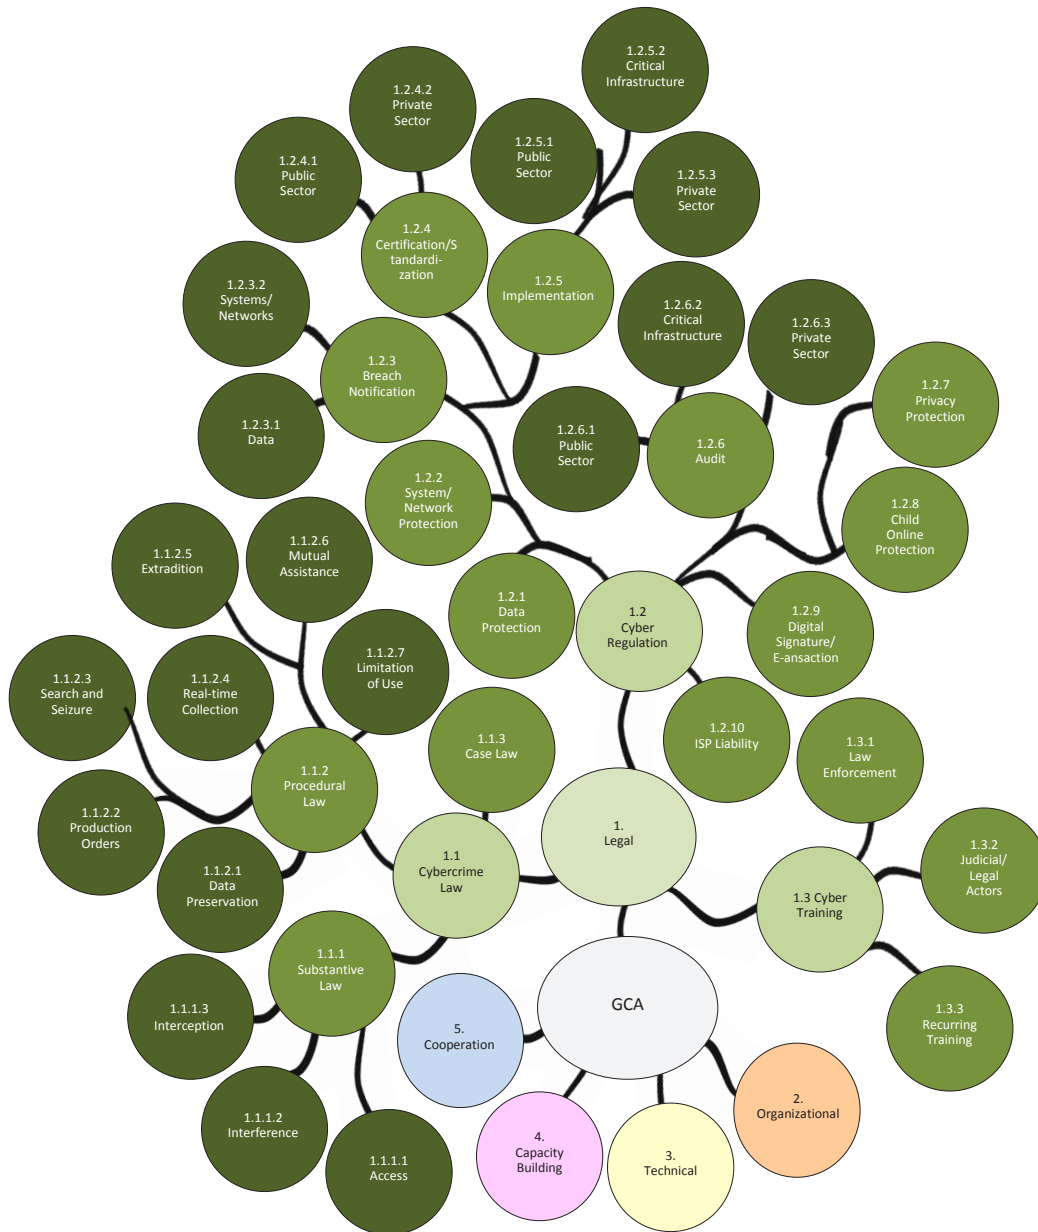 1.2.5.2
Critical
Infrastructure
1.2.4.2
Private
Sector
1.2.5.1
Public
Sector
1.2.4.1
Public
Sector
1.2.5.3
Private
Sector
1.2.4
Certification/S
tandardi-
zation
1.2.5
Implementation
1.2.3.2
Systems/
Networks
1.2.6.2
Critical
Infrastructure
1.2.6.3
Private
Sector
1.2.3
Breach
Notification
1.2.7
Privacy
Protection
1.2.3.1
Data
1.2.6.1
Public
Sector
1.2.6
Audit
1.2.2
System/
Network
Protection
1.2.8
Child
Online
Protection
1.1.2.5
Extradition
1.1.2.6
Mutual
Assistance
1.2.1
Data
Protection
1.2
Cyber
Regulation
1.2.9
Digital
Signature/
E-ansaction
1.1.2.7
Limitation
of Use
1.1.2.3
Search and
Seizure
1.1.2.4
Real-time
Collection
1.1.3
Case Law
1.2.10
ISP Liability
1.3.1
Law
Enforcement
1.1.2
Procedural
Law
1.1.2.2
Production
Orders
1.
Legal
1.1
Cybercrime
Law
1.3.2
Judicial/
Legal
Actors
1.1.2.1
Data
Preservation
1.3 Cyber
Training
1.1.1
Substantive
Law
1.1.1.3
Interception
GCA
5.
Cooperation
1.3.3
Recurring
Training
1.1.1.2
Interference
2.
Organizational
4.
Capacity
Building
3.
Technical
1.1.1.1
Access